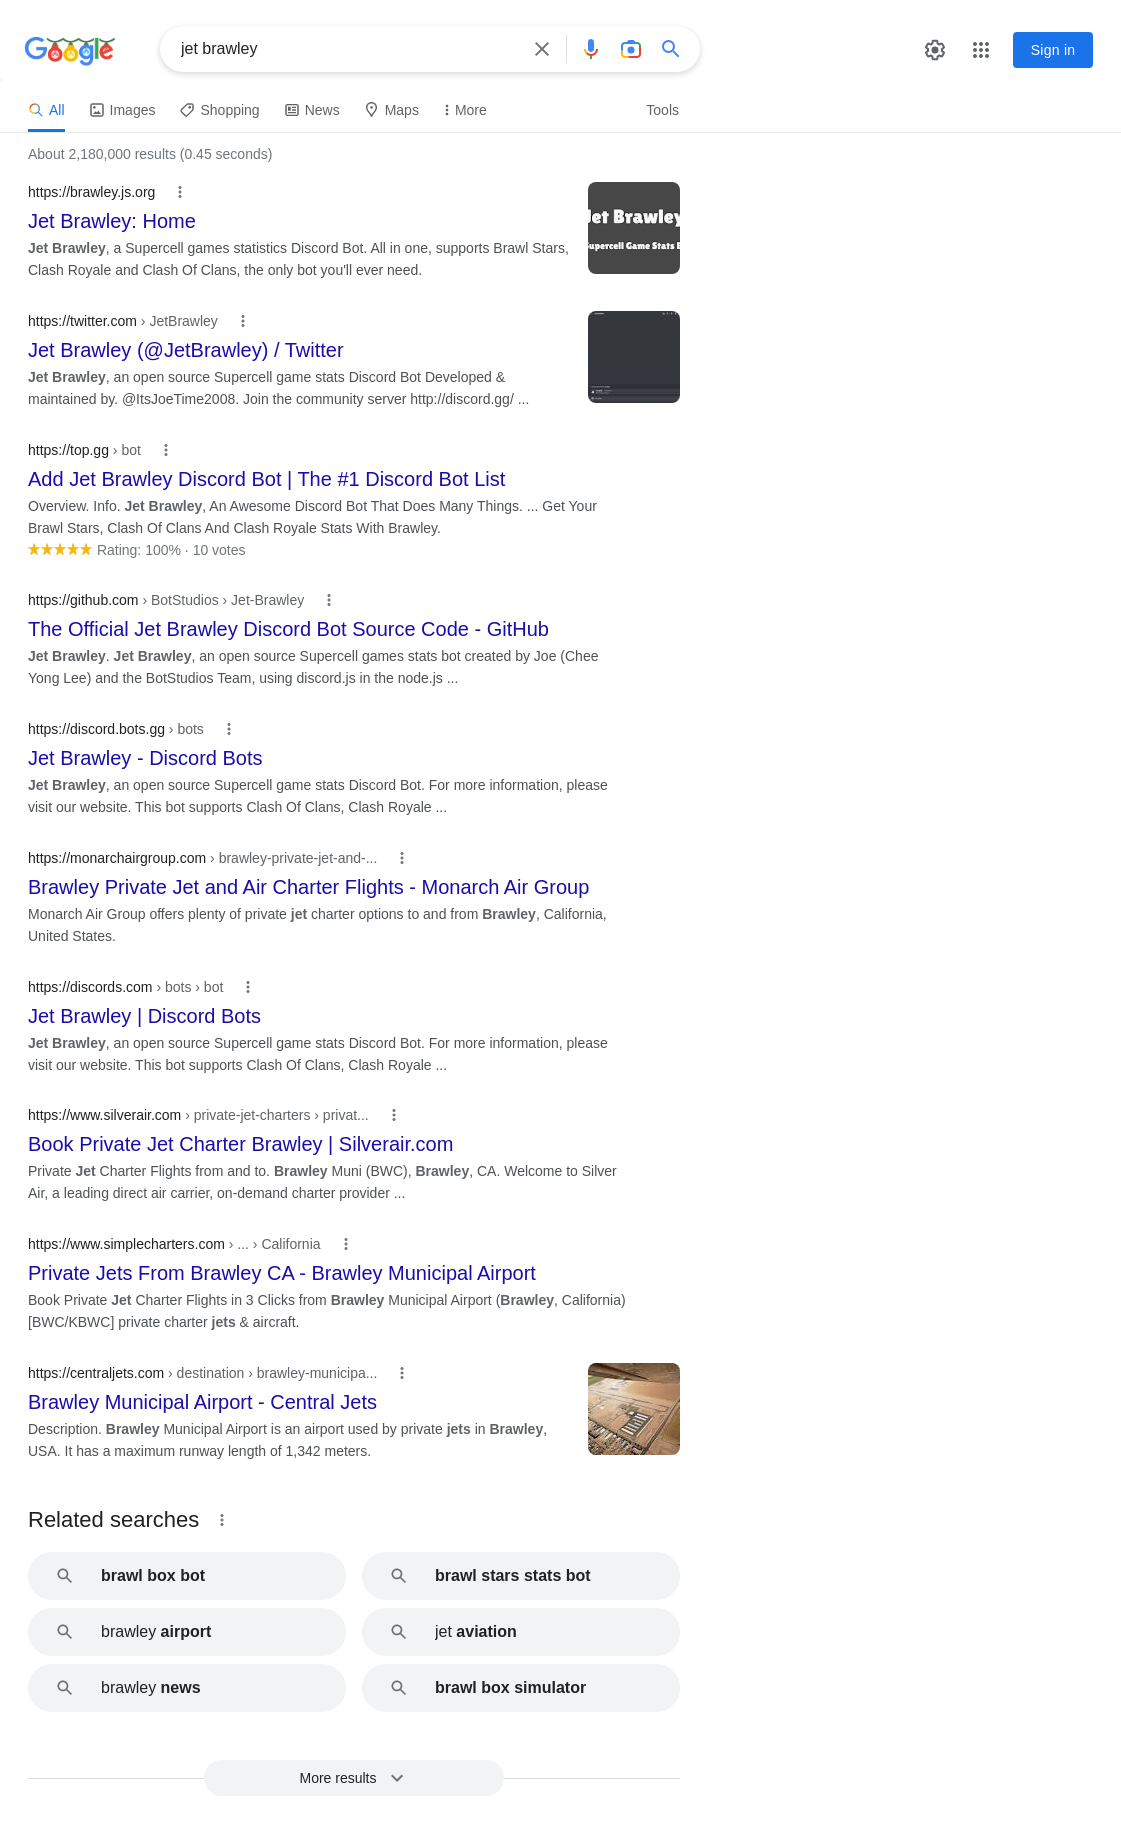 Google
jet brawley
Sign in
All Images Shopping News Maps More Tools
About 2,180,000 results (0.45 seconds)
https://brawley.js.org
Jet Brawley: Home
Jet Brawley, a Supercell games statistics Discord Bot. All in one, supports Brawl Stars,
Clash Royale and Clash Of Clans, the only bot you'll ever need.
Jet Brawley
Supercell Game Stats B
https://twitter.com › JetBrawley
Jet Brawley (@JetBrawley) / Twitter
Jet Brawley, an open source Supercell game stats Discord Bot Developed &
maintained by. @ItsJoeTime2008. Join the community server http://discord.gg/ ...
https://top.gg › bot
Add Jet Brawley Discord Bot | The #1 Discord Bot List
Overview. Info. Jet Brawley, An Awesome Discord Bot That Does Many Things. ... Get Your
Brawl Stars, Clash Of Clans And Clash Royale Stats With Brawley.
Rating: 100% · 10 votes
https://github.com › BotStudios › Jet-Brawley
The Official Jet Brawley Discord Bot Source Code - GitHub
Jet Brawley. Jet Brawley, an open source Supercell games stats bot created by Joe (Chee
Yong Lee) and the BotStudios Team, using discord.js in the node.js ...
https://discord.bots.gg › bots
Jet Brawley - Discord Bots
Jet Brawley, an open source Supercell game stats Discord Bot. For more information, please
visit our website. This bot supports Clash Of Clans, Clash Royale ...
https://monarchairgroup.com › brawley-private-jet-and-...
Brawley Private Jet and Air Charter Flights - Monarch Air Group
Monarch Air Group offers plenty of private jet charter options to and from Brawley, California,
United States.
https://discords.com › bots › bot
Jet Brawley | Discord Bots
Jet Brawley, an open source Supercell game stats Discord Bot. For more information, please
visit our website. This bot supports Clash Of Clans, Clash Royale ...
https://www.silverair.com › private-jet-charters › privat...
Book Private Jet Charter Brawley | Silverair.com
Private Jet Charter Flights from and to. Brawley Muni (BWC), Brawley, CA. Welcome to Silver
Air, a leading direct air carrier, on-demand charter provider ...
https://www.simplecharters.com › ... › California
Private Jets From Brawley CA - Brawley Municipal Airport
Book Private Jet Charter Flights in 3 Clicks from Brawley Municipal Airport (Brawley, California)
[BWC/KBWC] private charter jets & aircraft.
https://centraljets.com › destination › brawley-municipa...
Brawley Municipal Airport - Central Jets
Description. Brawley Municipal Airport is an airport used by private jets in Brawley,
USA. It has a maximum runway length of 1,342 meters.
Related searches
brawl box bot
brawl stars stats bot
brawley airport
jet aviation
brawley news
brawl box simulator
More results